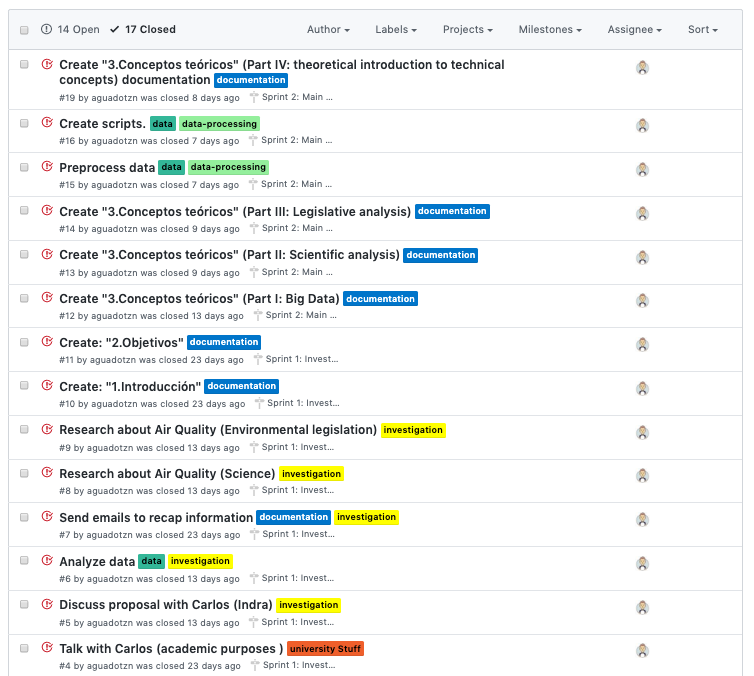 14 Open 17 Closed Author Labels Projects Milestones Assignee Sort
Create "3.Conceptos teóricos" (Part IV: theoretical introduction to technical
concepts) documentation documentation
#19 by aguadotzn was closed 8 days ago Sprint 2: Main ...
Create scripts. data data-processing
#16 by aguadotzn was closed 7 days ago Sprint 2: Main ...
Preprocess data data data-processing
#15 by aguadotzn was closed 7 days ago Sprint 2: Main ...
Create "3.Conceptos teóricos" (Part III: Legislative analysis) documentation
#14 by aguadotzn was closed 9 days ago Sprint 2: Main ...
Create "3.Conceptos teóricos" (Part II: Scientific analysis) documentation
#13 by aguadotzn was closed 9 days ago Sprint 2: Main ...
Create "3.Conceptos teóricos" (Part I: Big Data) documentation
#12 by aguadotzn was closed 13 days ago Sprint 2: Main ...
Create: "2.Objetivos" documentation
#11 by aguadotzn was closed 23 days ago Sprint 1: Invest...
Create: "1.Introducción" documentation
#10 by aguadotzn was closed 23 days ago Sprint 1: Invest...
Research about Air Quality (Environmental legislation) investigation
#9 by aguadotzn was closed 13 days ago Sprint 1: Invest...
Research about Air Quality (Science) investigation
#8 by aguadotzn was closed 13 days ago Sprint 1: Invest...
Send emails to recap information documentation investigation
#7 by aguadotzn was closed 23 days ago Sprint 1: Invest...
Analyze data data investigation
#6 by aguadotzn was closed 13 days ago Sprint 1: Invest...
Discuss proposal with Carlos (Indra) investigation
#5 by aguadotzn was closed 13 days ago Sprint 1: Invest...
Talk with Carlos (academic purposes ) university Stuff
#4 by aguadotzn was closed 23 days ago Sprint 1: Invest...